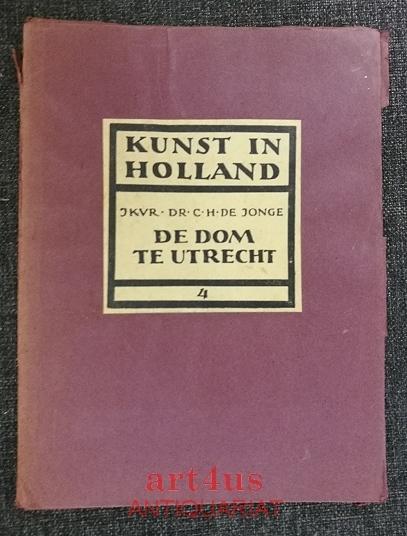 KUNST IN
HOLLAND
JKVR · DR · C · H · DE JONGE
DE DOM
TE UTRECHT
4
art4us
ANTIQUARIAT